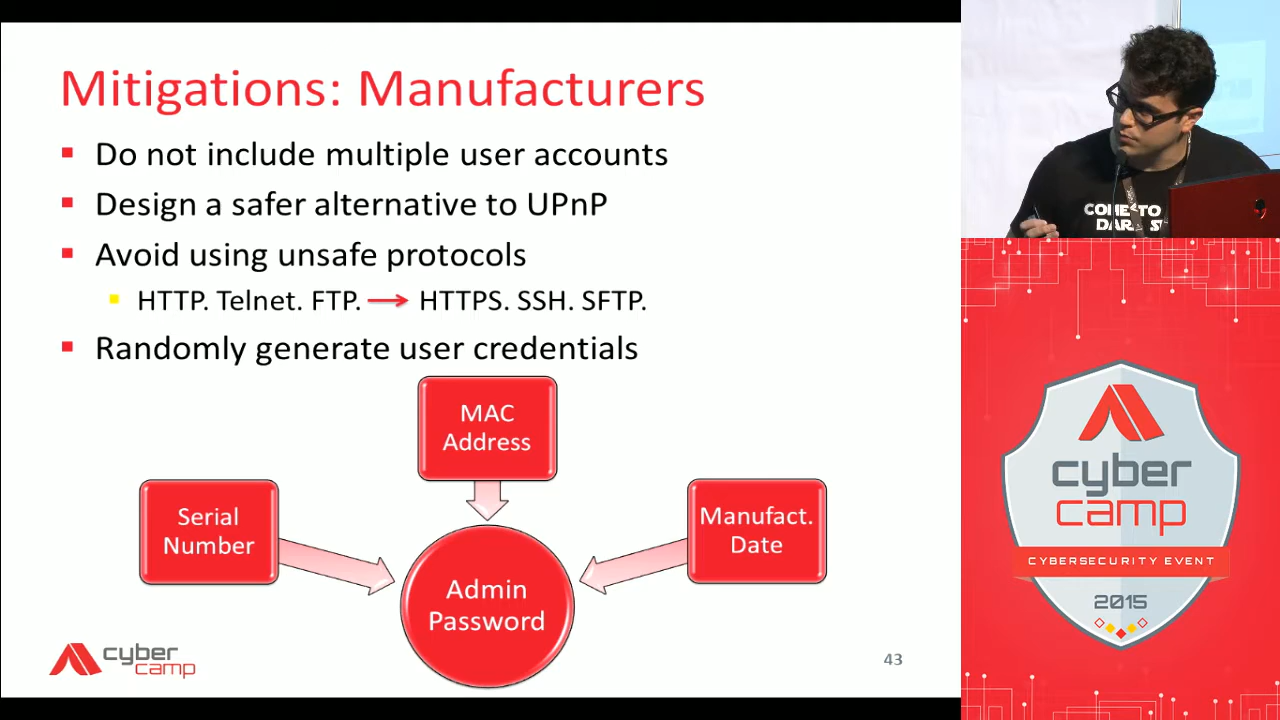 Mitigations: Manufacturers
Do not include multiple user accounts
Design a safer alternative to UPnP
Avoid using unsafe protocols
HTTP. Telnet. FTP. → HTTPS. SSH. SFTP.
Randomly generate user credentials
MAC
Address
Serial
Number
Manufact.
Date
Admin
Password
cyber
camp
43
TO
cyber
camp
CYBERSECURITY EVENT
2015